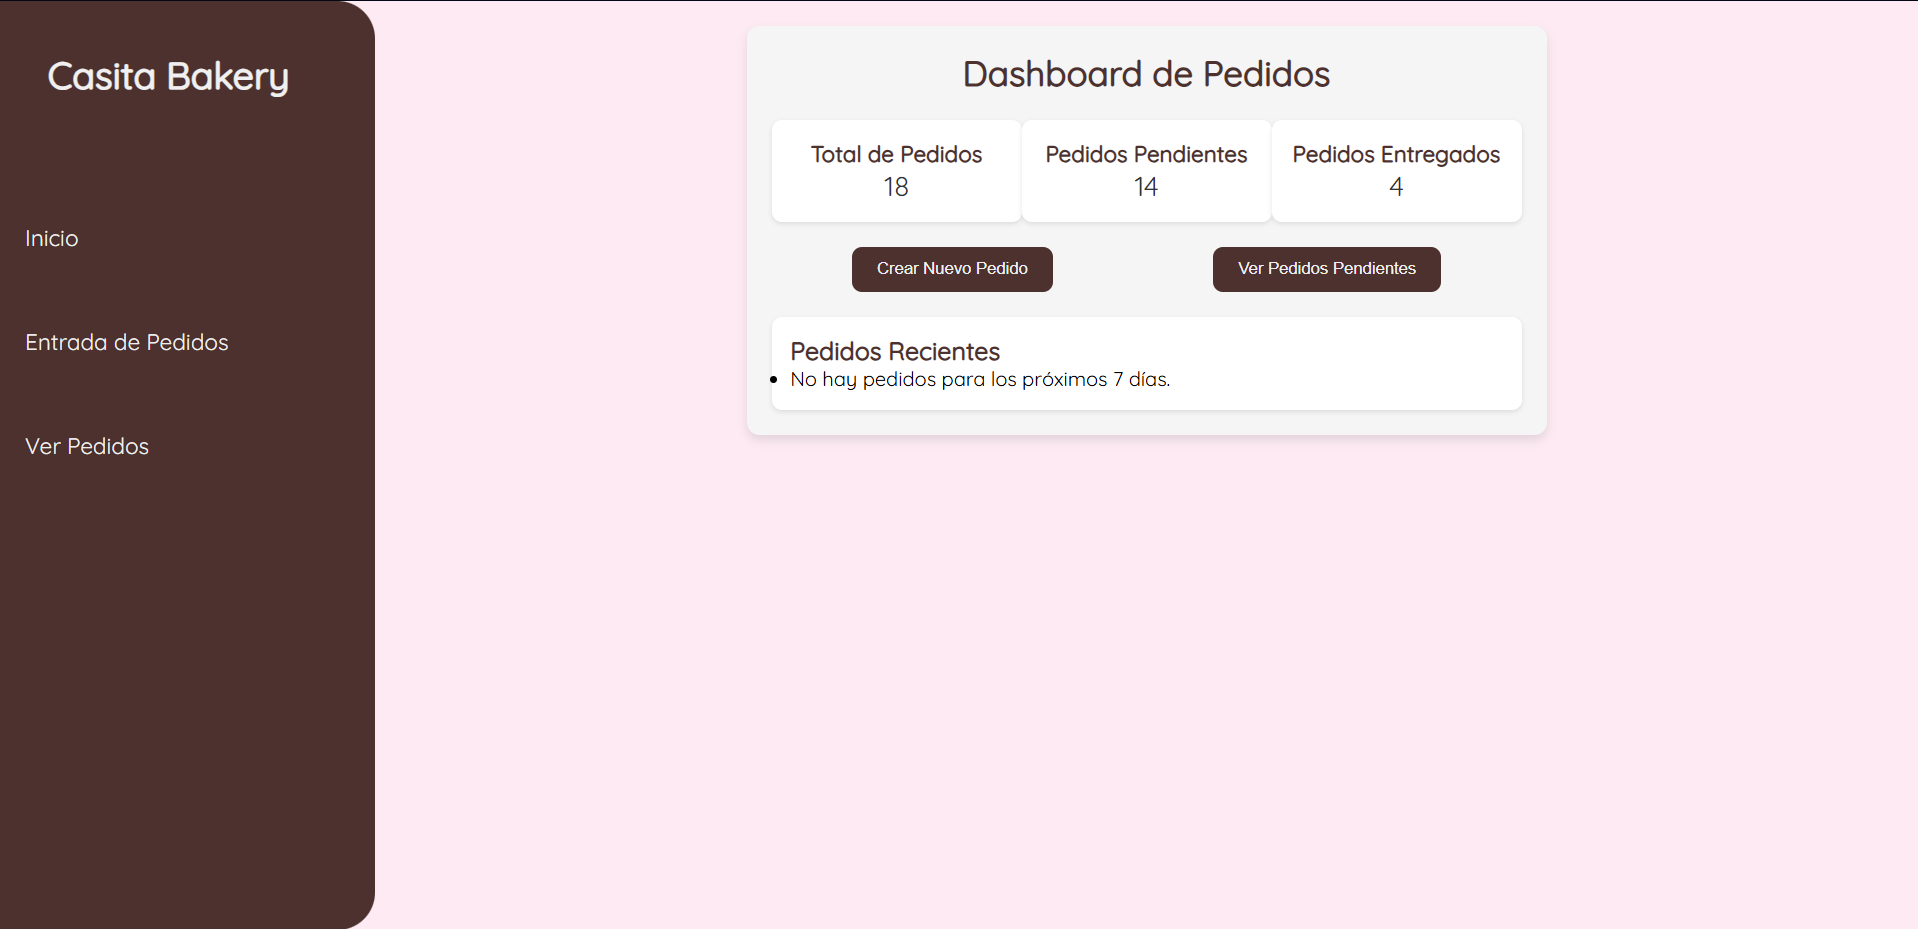 Casita Bakery
Inicio
Entrada de Pedidos
Ver Pedidos
Dashboard de Pedidos
Total de Pedidos
18
Pedidos Pendientes
14
Pedidos Entregados
4
Crear Nuevo Pedido
Ver Pedidos Pendientes
Pedidos Recientes
No hay pedidos para los próximos 7 días.